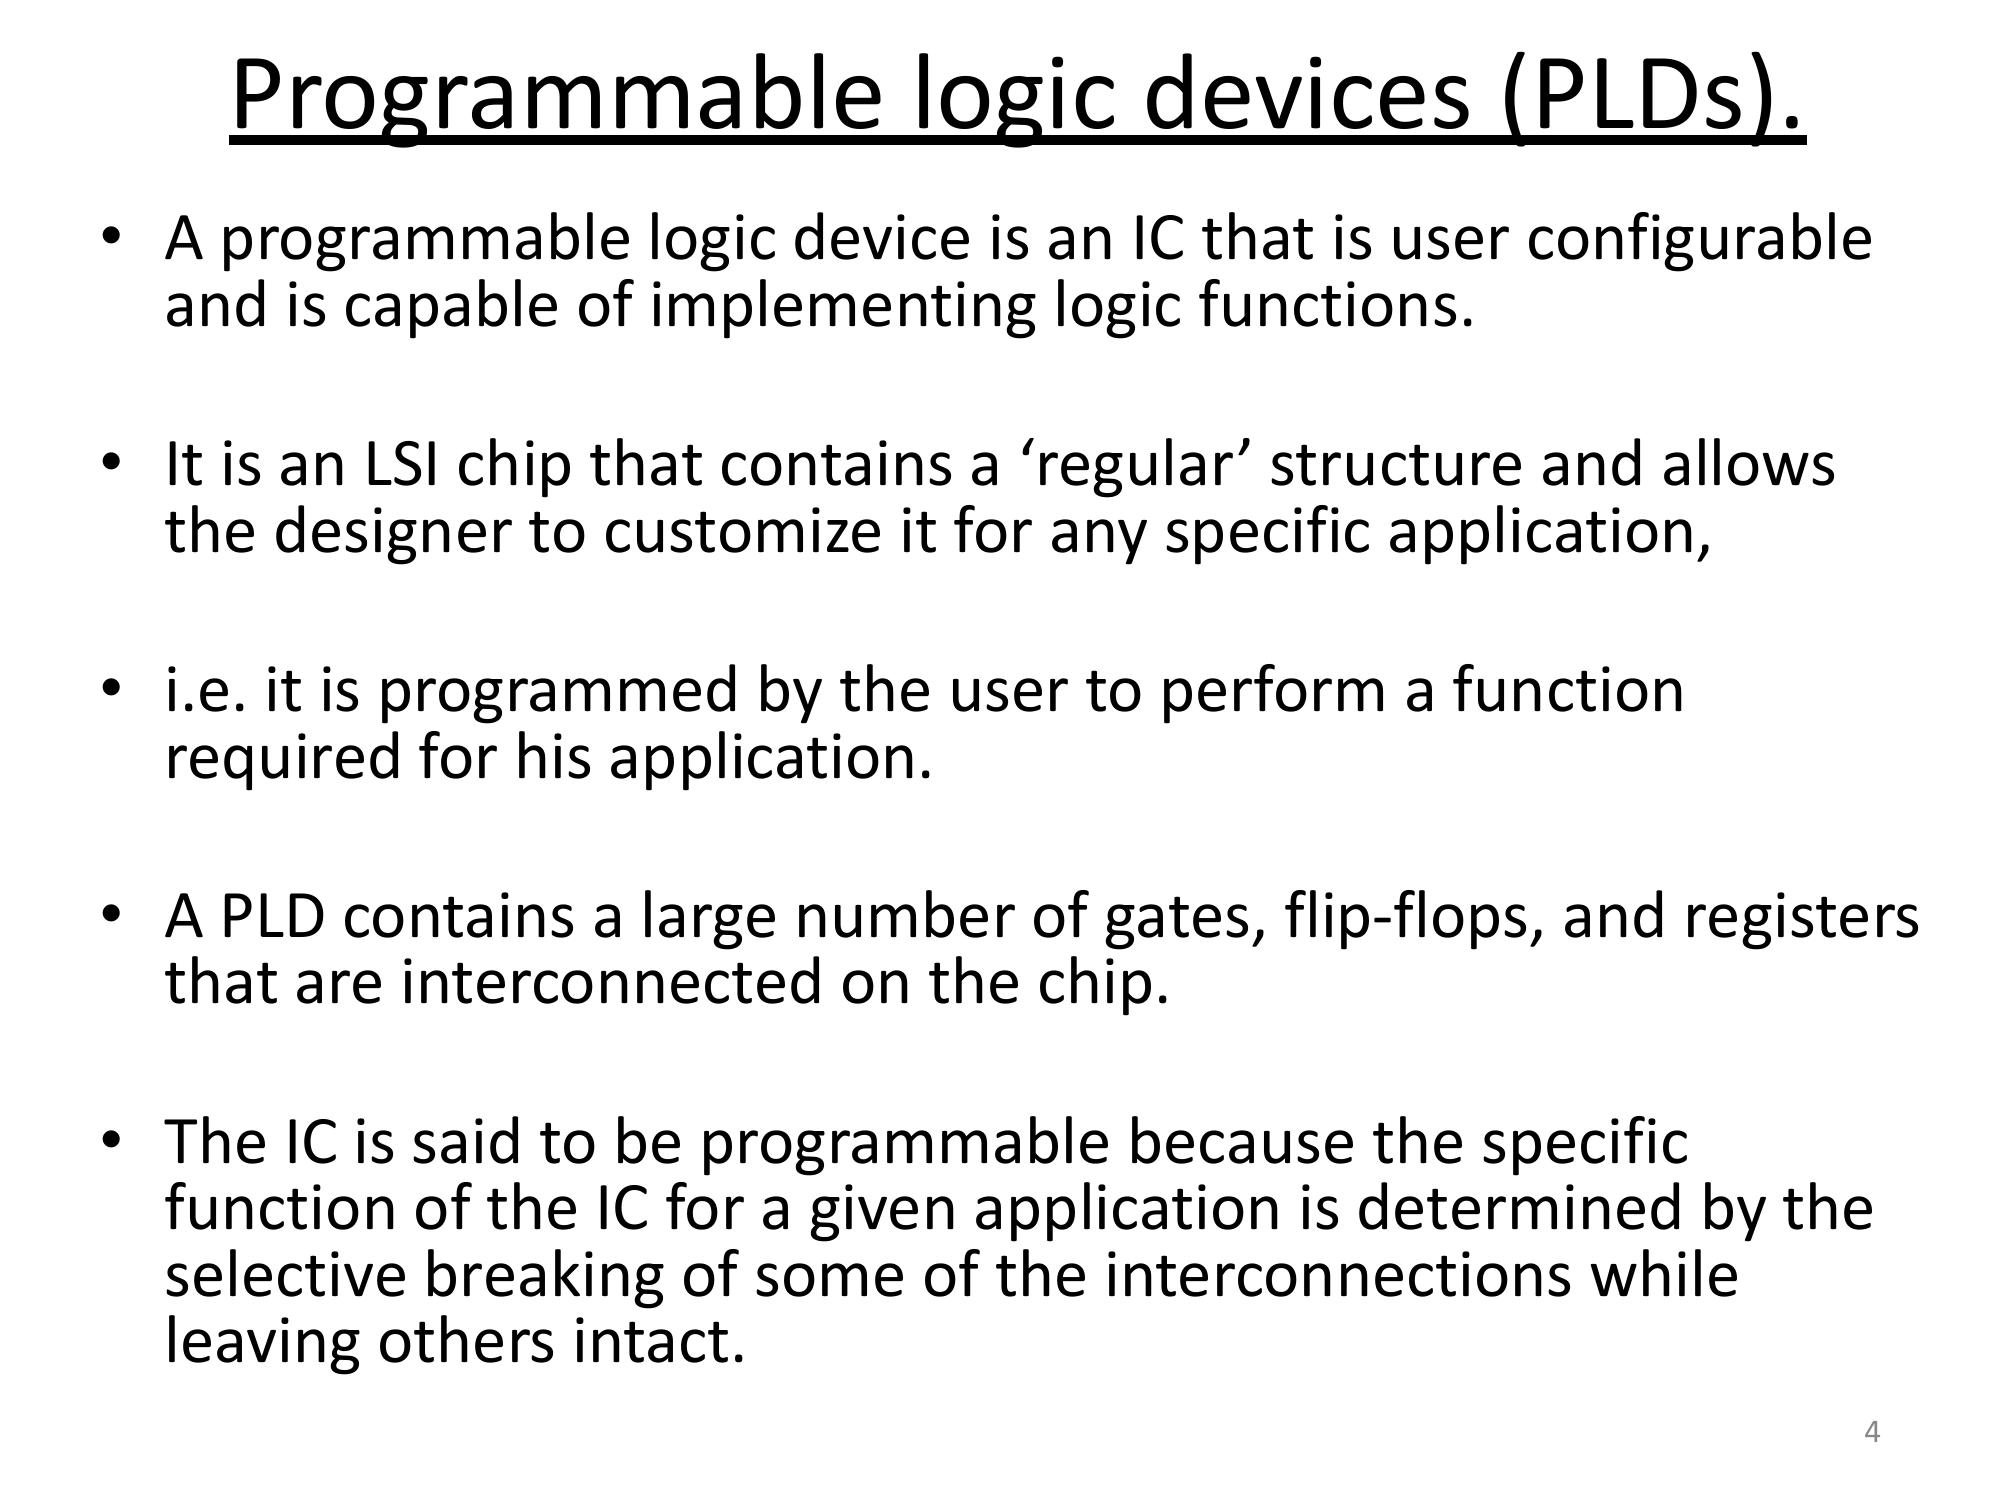 Programmable logic devices (PLDs).
• A programmable logic device is an IC that is user configurable
and is capable of implementing logic functions.
• It is an LSI chip that contains a ‘regular’ structure and allows
the designer to customize it for any specific application,
• i.e. it is programmed by the user to perform a function
required for his application.
• A PLD contains a large number of gates, flip-flops, and registers
that are interconnected on the chip.
• The IC is said to be programmable because the specific
function of the IC for a given application is determined by the
selective breaking of some of the interconnections while
leaving others intact.
4